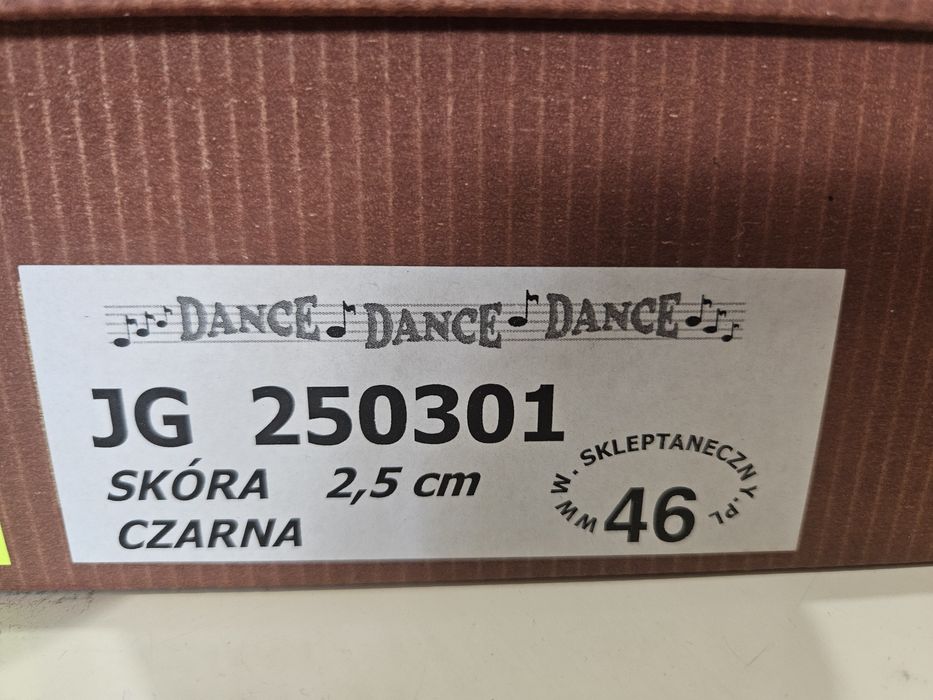 DANCE DANCE DANCE
JG 250301
SKÓRA 2,5 cm
CZARNA
WWW.SKLEPTANECZNY.PL
46